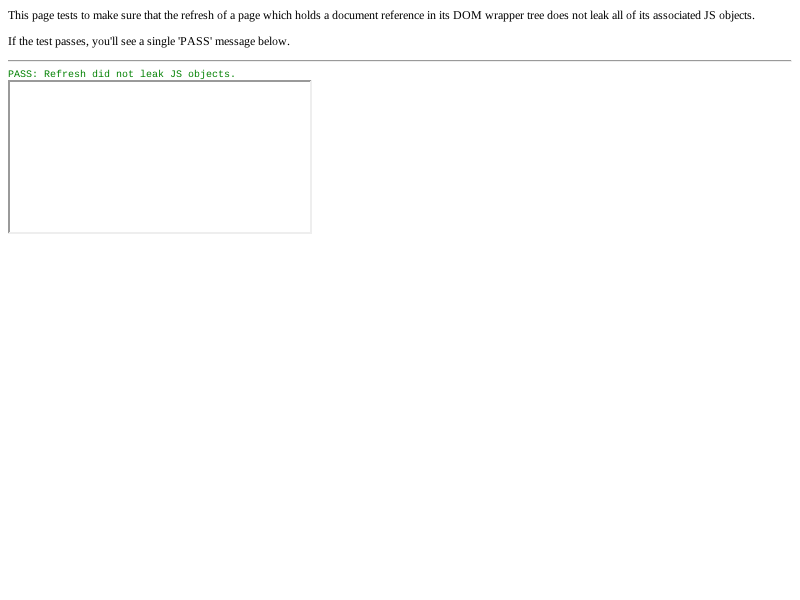 This page tests to make sure that the refresh of a page which holds a document reference in its DOM wrapper tree does not leak all of its associated JS objects.
If the test passes, you'll see a single 'PASS' message below.
PASS: Refresh did not leak JS objects.